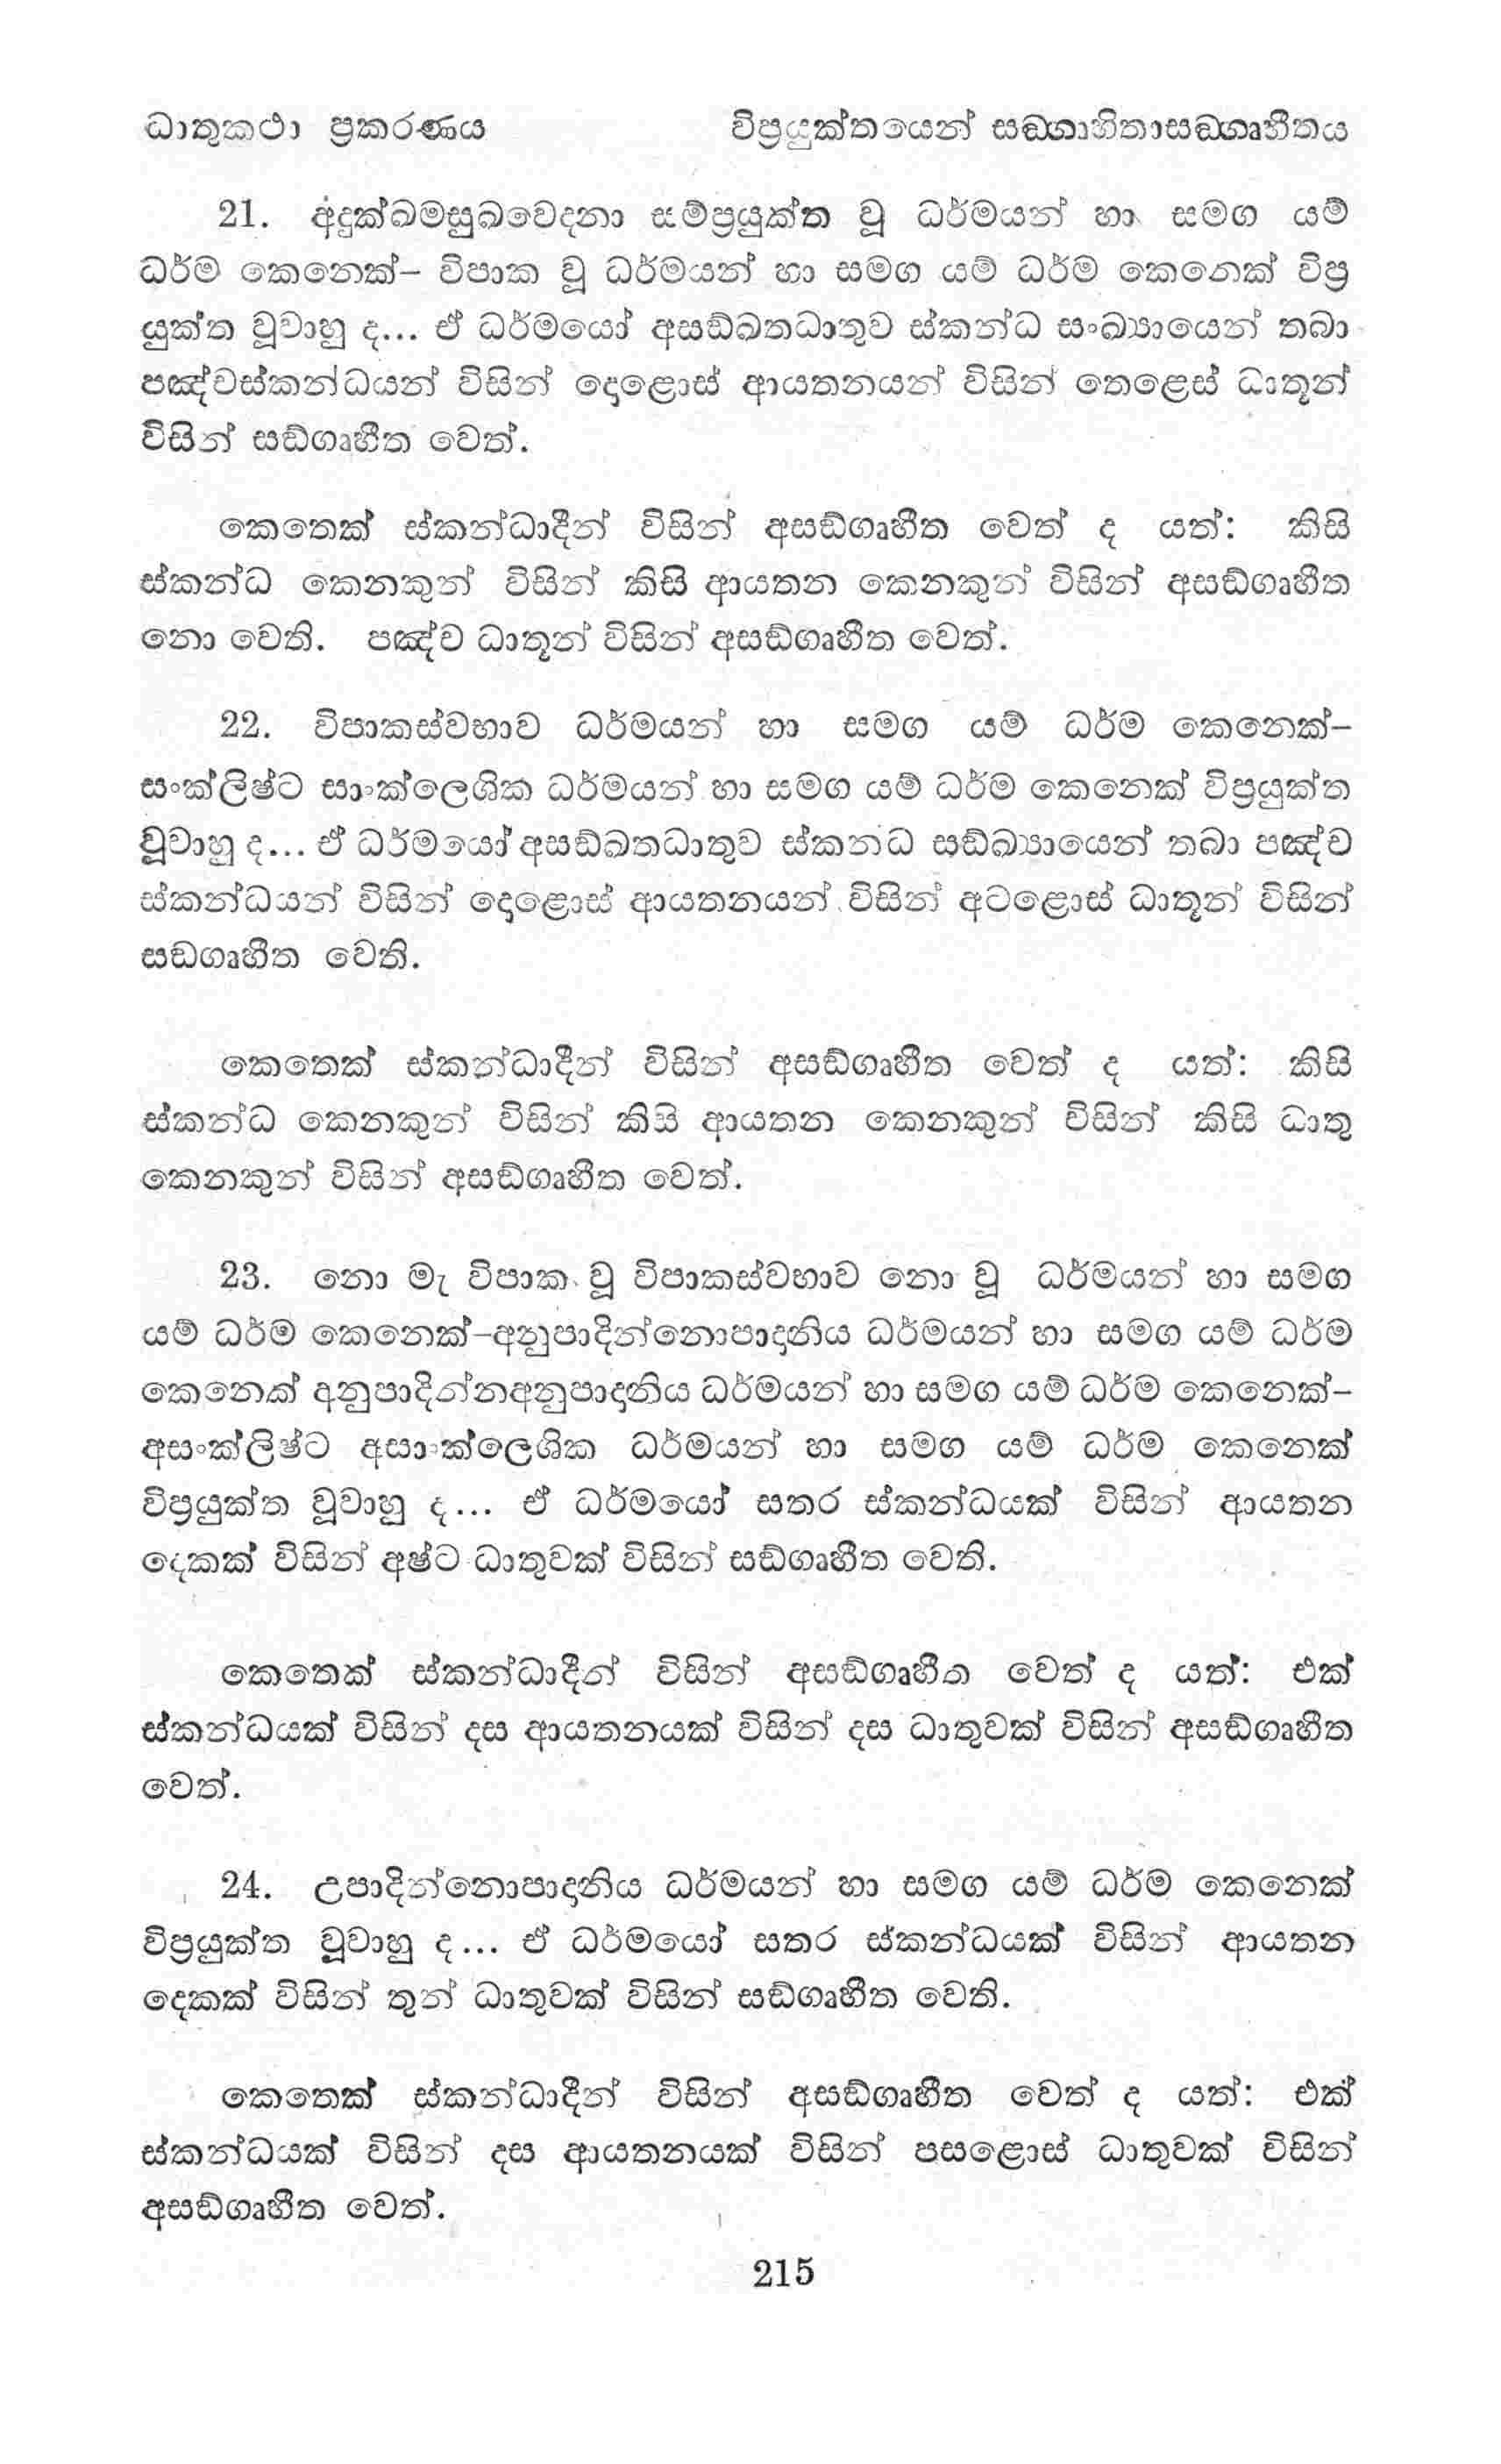 ධාතුකථා ප්‍රකරණය විප්‍රයුක්තයෙන් සඞ්ගාහිතාසඞ්ගෘහීතය
21. අදුක්ඛමසුඛවේදනා සම්ප්‍රයුක්ත වූ ධර්මයන් හා සමග යම්
ධර්ම කෙනෙක්– විපාක වූ ධර්මයන් හා සමග යම් ධර්ම කෙනෙක් විප්‍ර
යුක්ත වූවාහු ද... ඒ ධර්මයෝ අසඞ්ඛතධාතුව ස්කන්ධ සංඛ්‍යායෙන් තබා
පඤ්චස්කන්ධයන් විසින් දොළොස් ආයතනයන් විසින් තෙළෙස් ධාතූන්
විසින් සඞ්ගෘහීත වෙත්.
කෙතෙක් ස්කන්ධාදීන් විසින් අසඞ්ගෘහීත වෙත් ද යත්: කිසි
ස්කන්ධ කෙනකුන් විසින් කිසි ආයතන කෙනකුන් විසින් අසඞ්ගෘහීත
නො වෙති. පඤ්ච ධාතූන් විසින් අසඞ්ගෘහීත වෙත්.
22. විපාකස්වභාව ධර්මයන් හා සමග යම් ධර්ම කෙනෙක්–
සංක්ලිෂ්ට සාංක්ලෙශික ධර්මයන් හා සමග යම් ධර්ම කෙනෙක් විප්‍රයුක්ත
වූවාහු ද... ඒ ධර්මයෝ අසඞ්ඛතධාතුව ස්කන්ධ සඞ්ඛ්‍යායෙන් තබා පඤ්ච
ස්කන්ධයන් විසින් දොළොස් ආයතනයන් විසින් අටළොස් ධාතූන් විසින්
සඞගෘහීත වෙති.
කෙතෙක් ස්කන්ධාදීන් විසින් අසඞ්ගෘහීත වෙත් ද යත්: කිසි
ස්කන්ධ කෙනකුන් විසින් කිසි ආයතන කෙනකුන් විසින් කිසි ධාතු
කෙනකුන් විසින් අසඞ්ගෘහීත වෙත්.
23. නො මැ විපාක වූ විපාකස්වභාව නො වූ ධර්මයන් හා සමග
යම් ධර්ම කෙනෙක්–අනුපාදින්නොපාදානිය ධර්මයන් හා සමග යම් ධර්ම
කෙනෙක් අනුපාදින්නඅනුපාදානිය ධර්මයන් හා සමග යම් ධර්ම කෙනෙක්–
අසංක්ලිෂ්ට අසාංක්ලෙශික ධර්මයන් හා සමග යම් ධර්ම කෙනෙක්
විප්‍රයුක්ත වූවාහු ද... ඒ ධර්මයෝ සතර ස්කන්ධයක් විසින් ආයතන
දෙකක් විසින් අෂ්ට ධාතුවක් විසින් සඞ්ගෘහීත වෙති.
කෙතෙක් ස්කන්ධාදීන් විසින් අසඞ්ගෘහීත වෙත් ද යත්: එක්
ස්කන්ධයක් විසින් දස ආයතනයක් විසින් දස ධාතුවක් විසින් අසඞ්ගෘහීත
වෙත්.
24. උපාදින්නොපාදානිය ධර්මයන් හා සමග යම් ධර්ම කෙනෙක්
විප්‍රයුක්ත වූවාහු ද... ඒ ධර්මයෝ සතර ස්කන්ධයක් විසින් ආයතන
දෙකක් විසින් තුන් ධාතුවක් විසින් සඞ්ගෘහීත වෙති.
කෙතෙක් ස්කන්ධාදීන් විසින් අසඞ්ගෘහීත වෙත් ද යත්: එක්
ස්කන්ධයක් විසින් දස ආයතනයක් විසින් පසළොස් ධාතුවක් විසින්
අසඞ්ගෘහීත වෙත්.
215